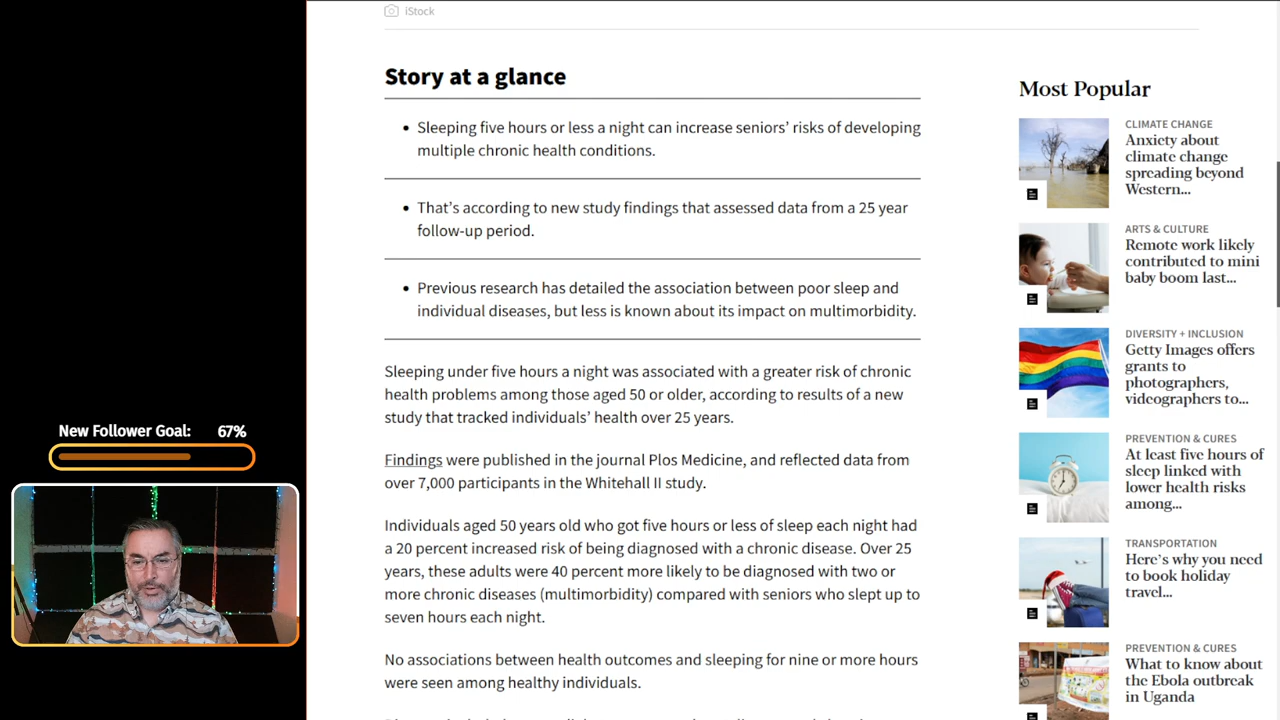 iStock
Story at a glance
Sleeping five hours or less a night can increase seniors’ risks of developing
multiple chronic health conditions.
That’s according to new study findings that assessed data from a 25 year
follow-up period.
Previous research has detailed the association between poor sleep and
individual diseases, but less is known about its impact on multimorbidity.
Sleeping under five hours a night was associated with a greater risk of chronic
health problems among those aged 50 or older, according to results of a new
study that tracked individuals’ health over 25 years.
Findings were published in the journal Plos Medicine, and reflected data from
over 7,000 participants in the Whitehall II study.
Individuals aged 50 years old who got five hours or less of sleep each night had
a 20 percent increased risk of being diagnosed with a chronic disease. Over 25
years, these adults were 40 percent more likely to be diagnosed with two or
more chronic diseases (multimorbidity) compared with seniors who slept up to
seven hours each night.
No associations between health outcomes and sleeping for nine or more hours
were seen among healthy individuals.
Most Popular
CLIMATE CHANGE
Anxiety about
climate change
spreading beyond
Western...
ARTS & CULTURE
Remote work likely
contributed to mini
baby boom last...
DIVERSITY + INCLUSION
Getty Images offers
grants to
photographers,
videographers to...
PREVENTION & CURES
At least five hours of
sleep linked with
lower health risks
among...
TRANSPORTATION
Here’s why you need
to book holiday
travel...
PREVENTION & CURES
What to know about
the Ebola outbreak
in Uganda
New Follower Goal: 67%